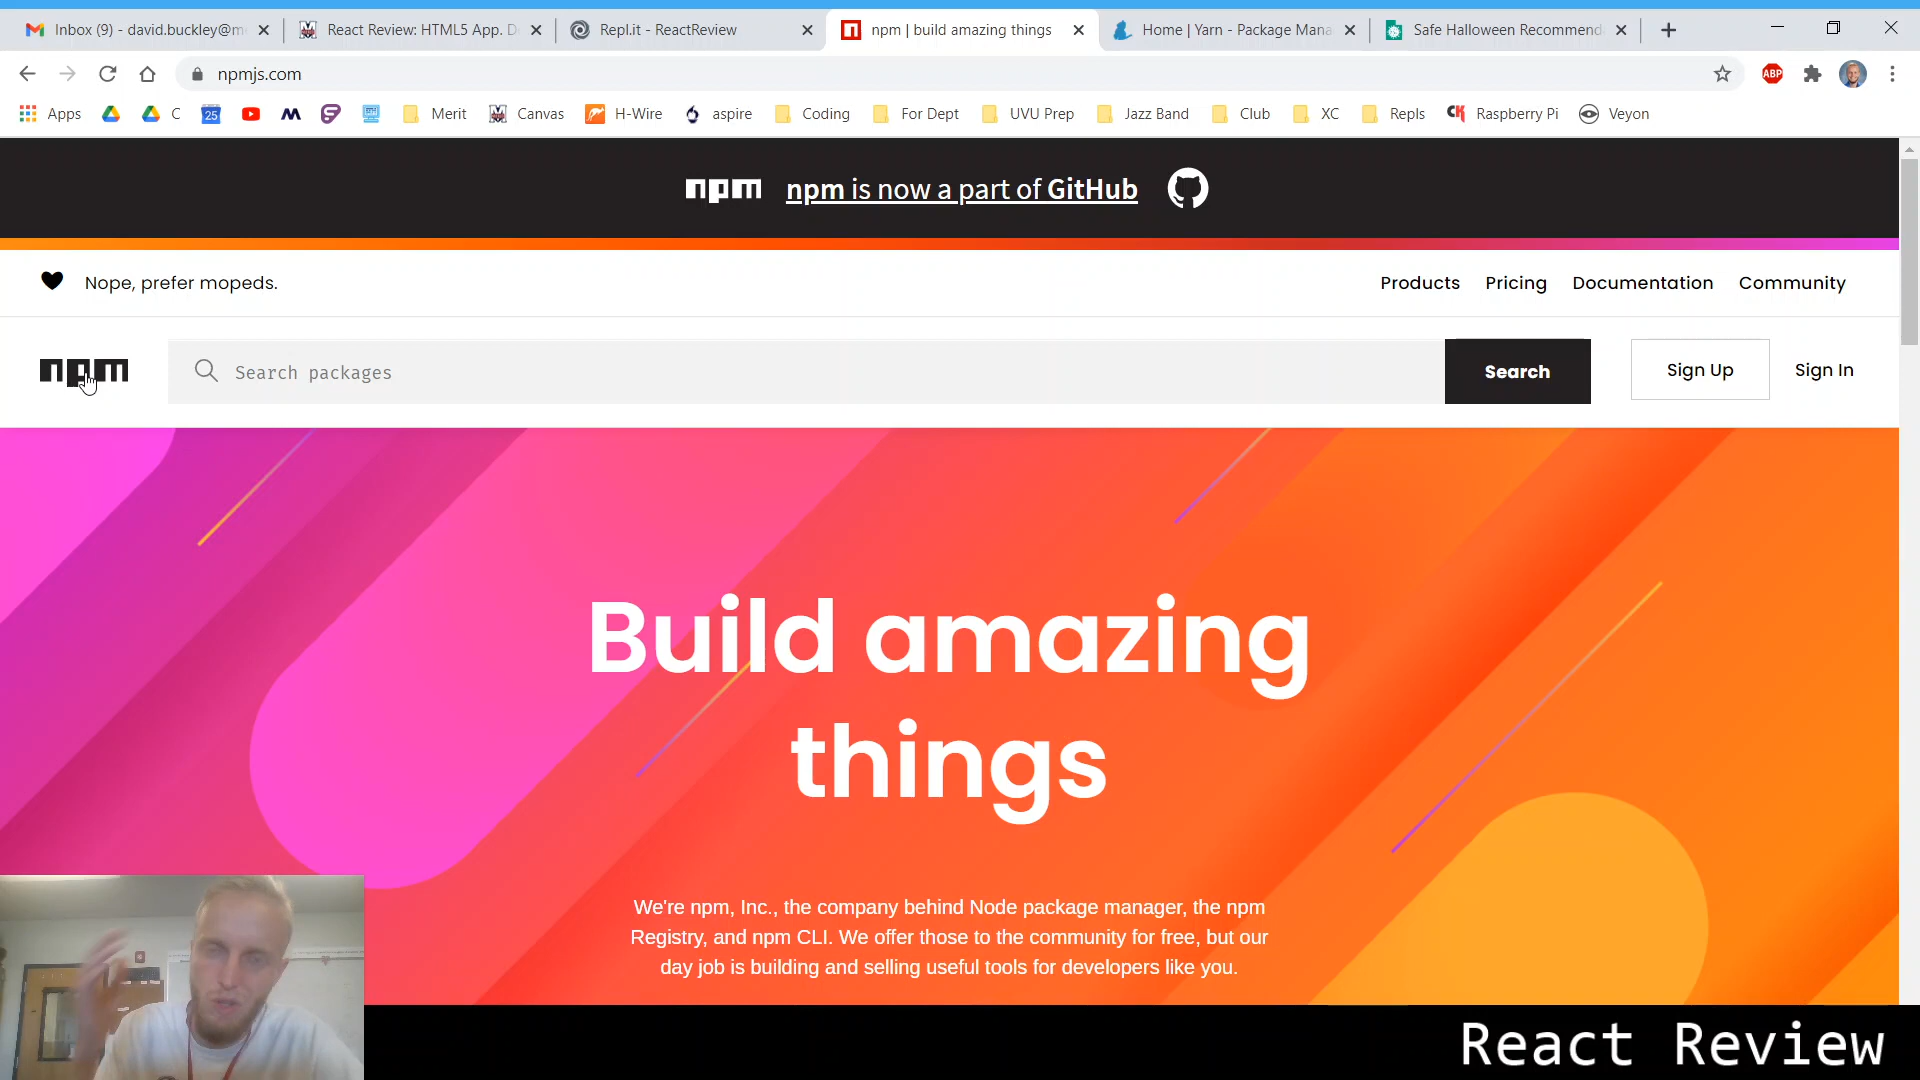 Inbox (9) - david.buckley@m
React Review: HTML5 App. D
Repl.it - ReactReview
npm | build amazing things
Home | Yarn - Package Mana
Safe Halloween Recommend
npmjs.com
ABP
Apps
C
25
Merit
Canvas
H-Wire
aspire
Coding
For Dept
UVU Prep
Jazz Band
Club
XC
Repls
CK
Raspberry Pi
Veyon
npm
npm is now a part of GitHub
Nope, prefer mopeds.
Products
Pricing
Documentation
Community
npm
Search packages
Search
Sign Up
Sign In
Build amazing
things
We're npm, Inc., the company behind Node package manager, the npm
Registry, and npm CLI. We offer those to the community for free, but our
day job is building and selling useful tools for developers like you.
React Review